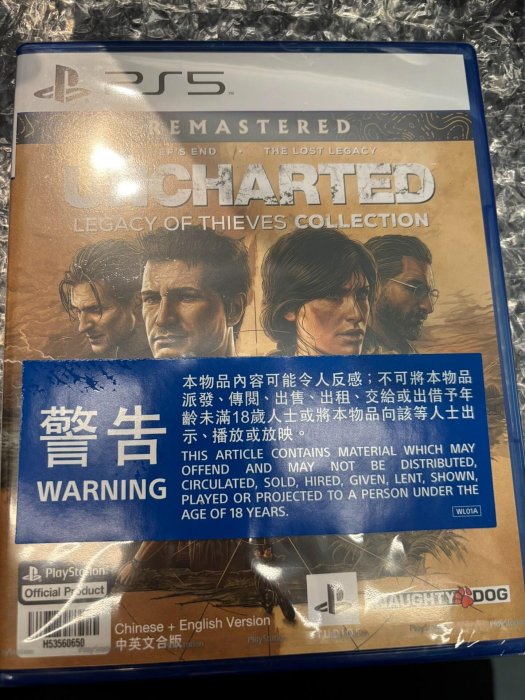 PS5
REMASTERED
THE LOST LEGACY
UNCHARTED
LEGACY OF THIEVES COLLECTION
警告
WARNING
本物品內容可能令人反感；不可將本物品
派發、傳閱、出售、出租、交給或出借予年
齡未滿18歲人士或將本物品向該等人士出
示、播放或放映。
THIS ARTICLE CONTAINS MATERIAL WHICH MAY
OFFEND AND MAY NOT BE DISTRIBUTED,
CIRCULATED, SOLD, HIRED, GIVEN, LENT, SHOWN,
PLAYED OR PROJECTED TO A PERSON UNDER THE
AGE OF 18 YEARS.
WL01A
PlayStation
Official Product
H53560650
Chinese + English Version
中英文合版
NAUGHTY DOG